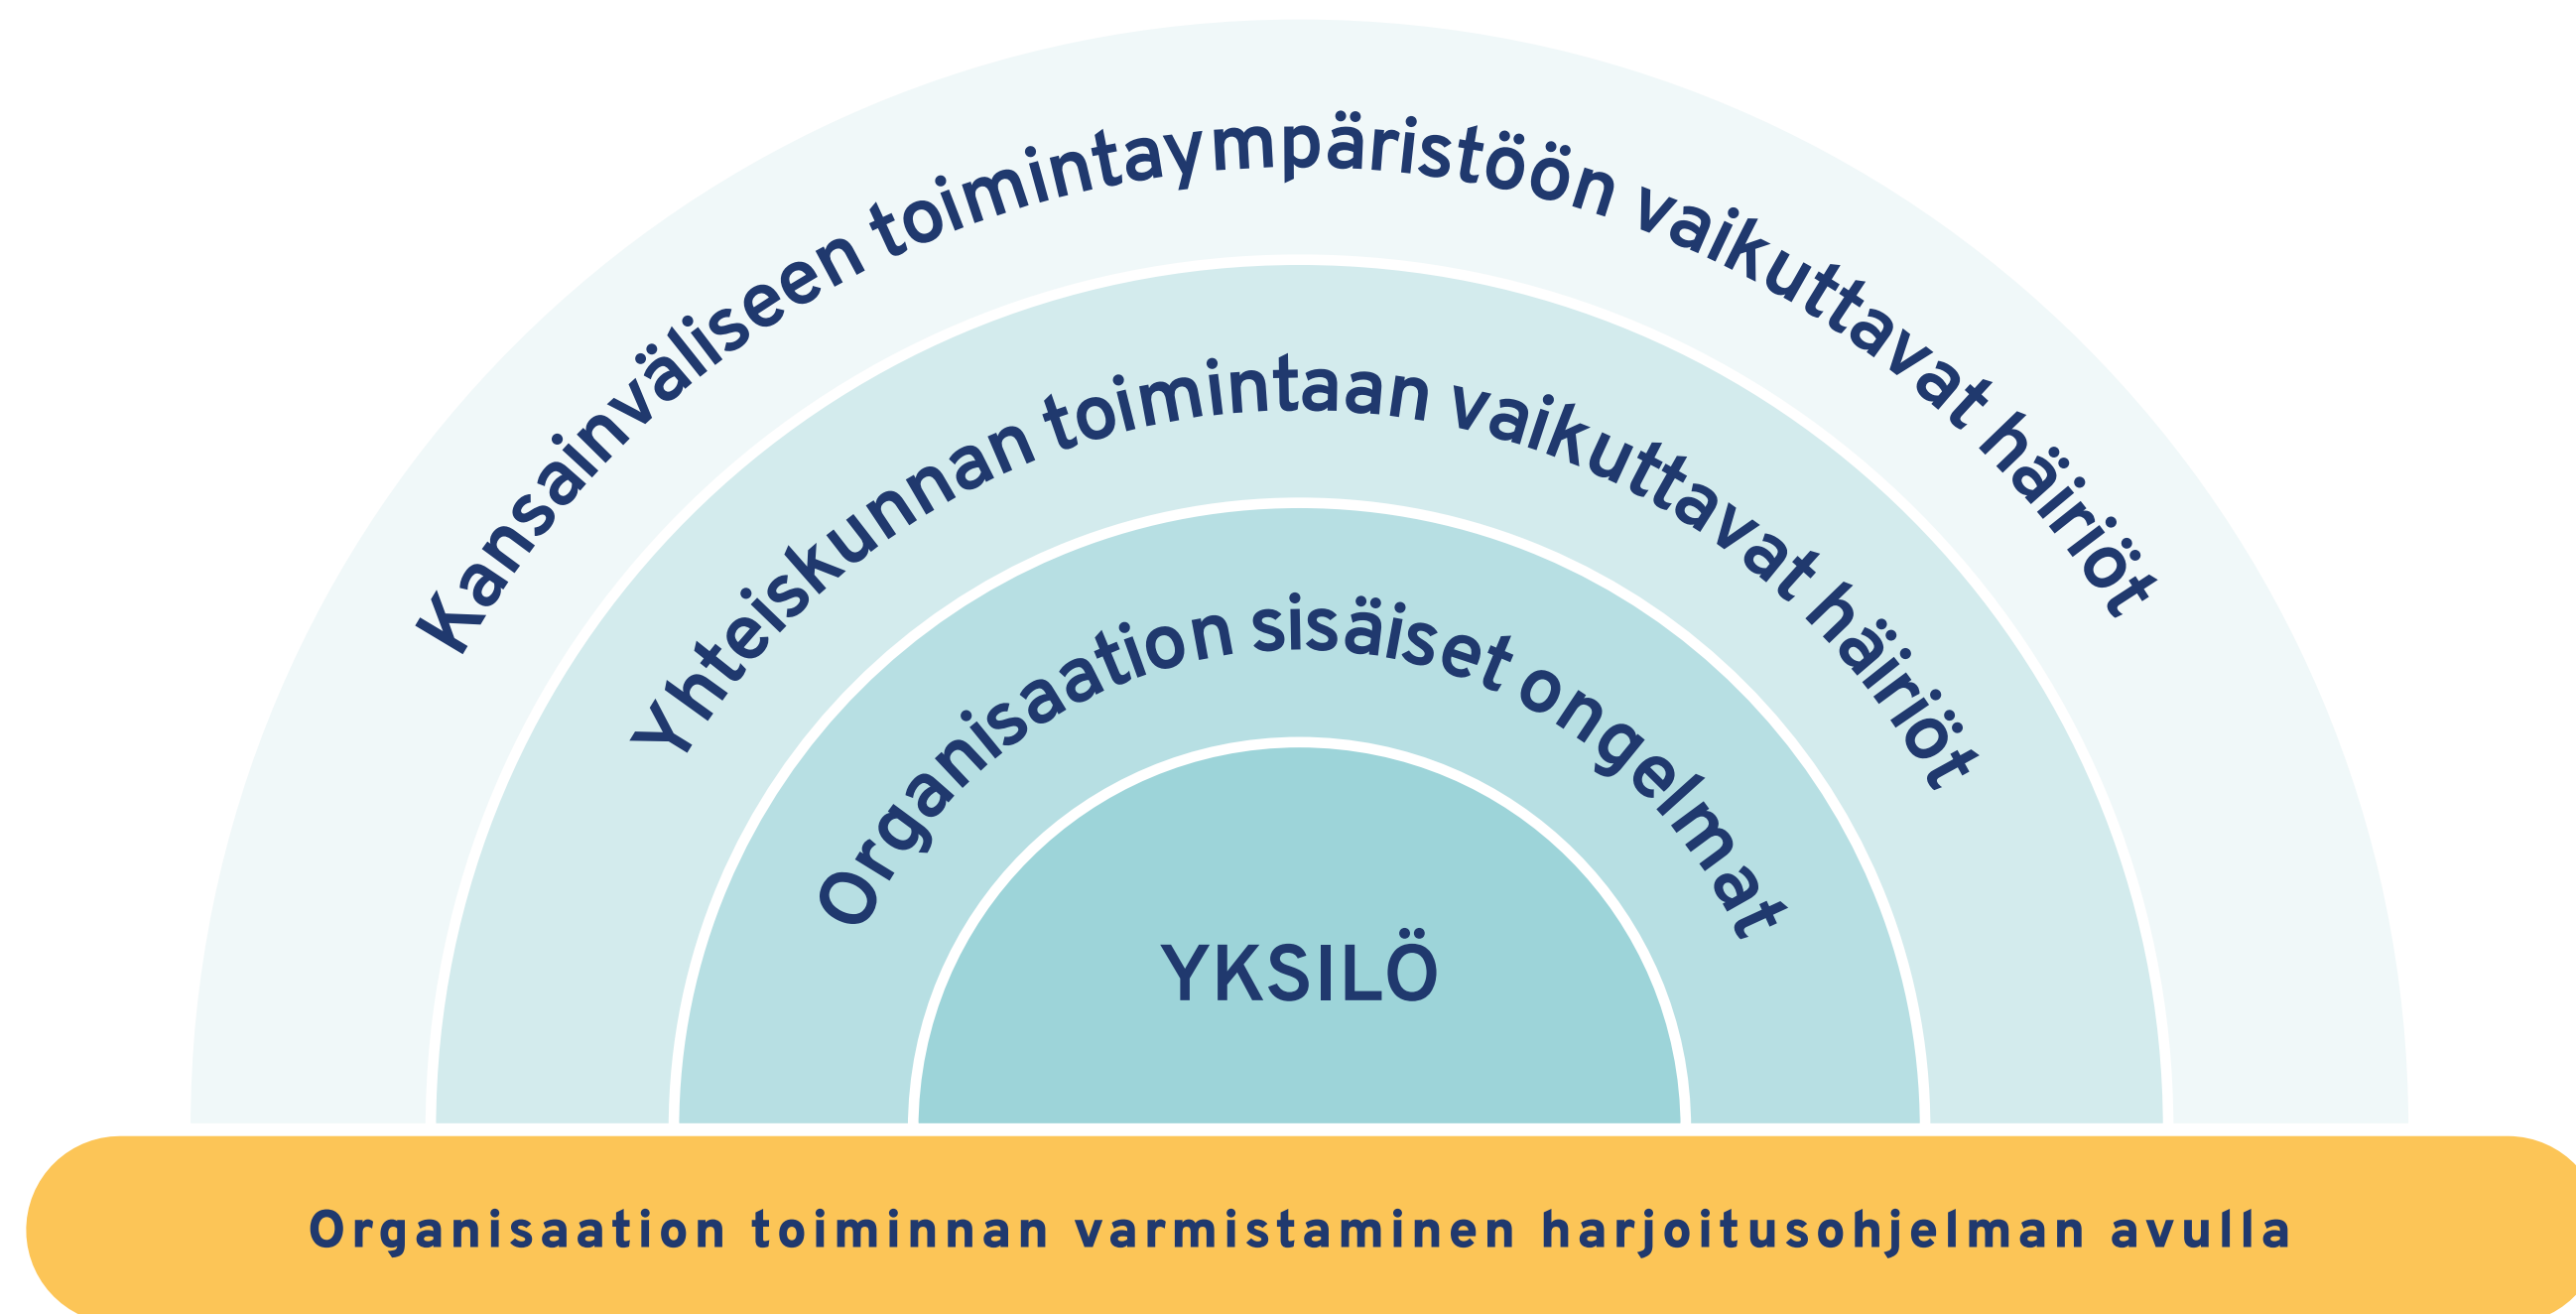 Kansainväliseen toimintaympäristöön vaikuttavat häiriöt
Yhteiskunnan toimintaan vaikuttavat häiriöt
Organisaation sisäiset ongelmat
YKSILÖ
Organisaation toiminnan varmistaminen harjoitusohjelman avulla